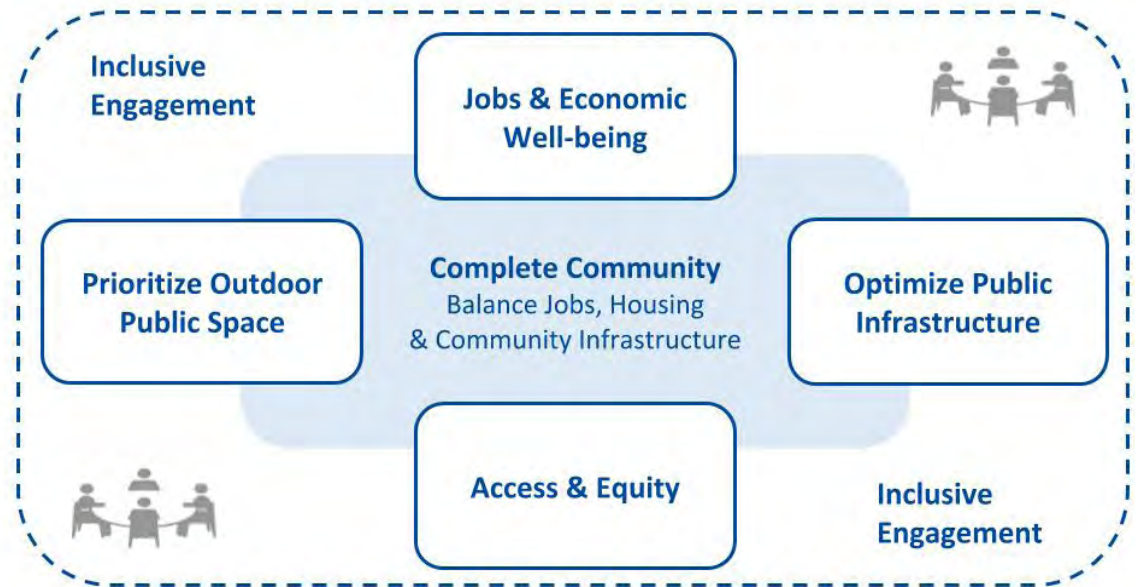 Inclusive
Engagement
Jobs & Economic
Well-being
Prioritize Outdoor
Public Space
Complete Community
Balance Jobs, Housing
& Community Infrastructure
Optimize Public
Infrastructure
Access & Equity
Inclusive
Engagement